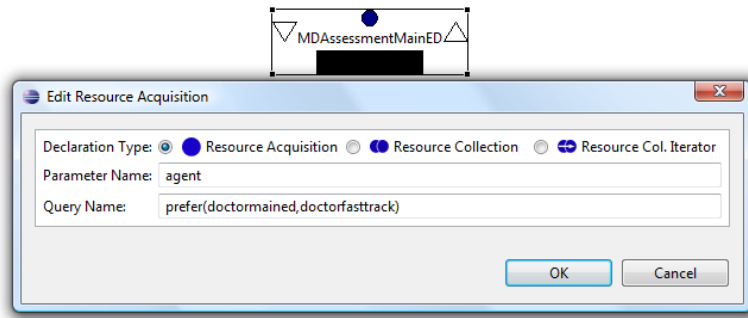 MDAssessmentMainED
Edit Resource Acquisition
Declaration Type: Resource Acquisition Resource Collection Resource Col. Iterator
Parameter Name: agent
Query Name: prefer(doctormained,doctorfasttrack)
OK Cancel